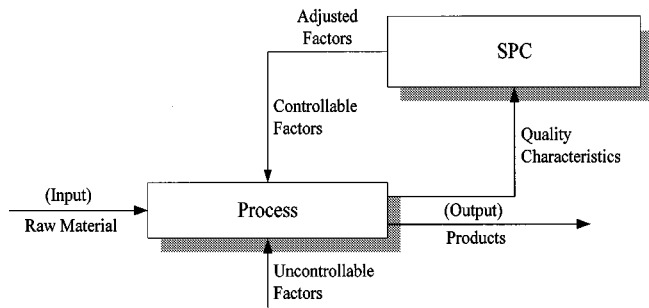 Adjusted
Factors
SPC
Controllable
Factors
Quality
Characteristics
(Input)
Raw Material
Process
(Output)
Products
Uncontrollable
Factors